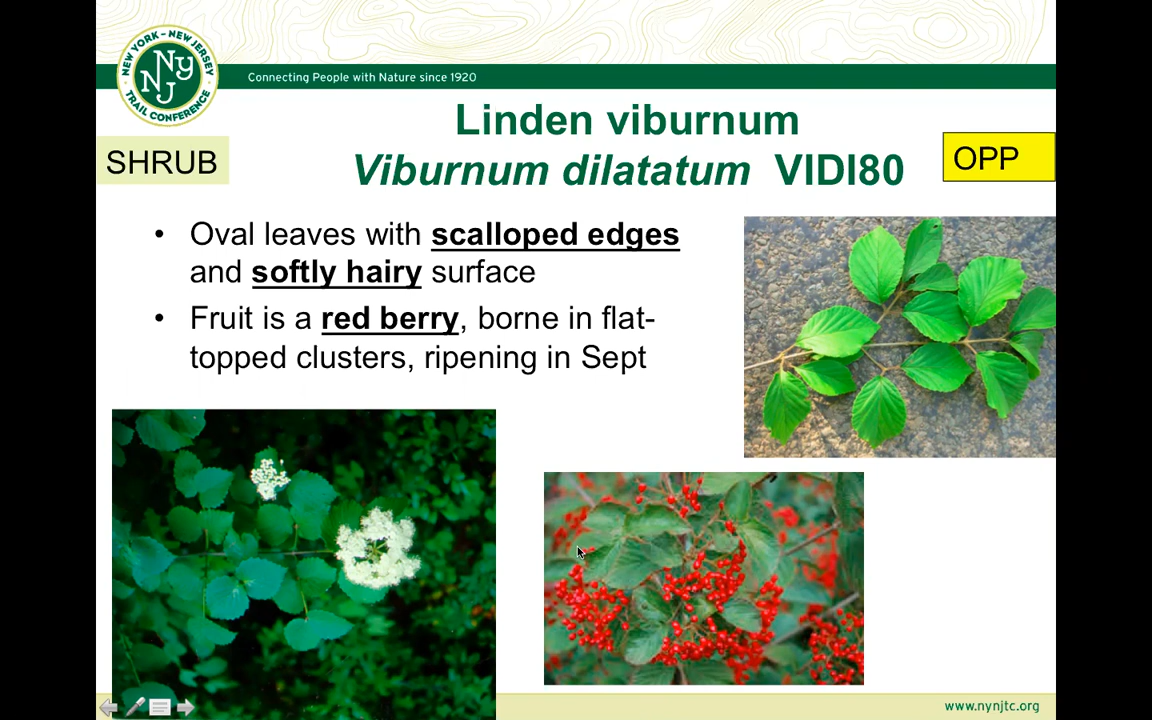 NEW YORK - NEW JERSEY
NY
NJ
TRAIL CONFERENCE
Connecting People with Nature since 1920
Linden viburnum
SHRUB
Viburnum dilatatum VIDI80
OPP
• Oval leaves with scalloped edges
and softly hairy surface
• Fruit is a red berry, borne in flat-
topped clusters, ripening in Sept
www.nynjtc.org